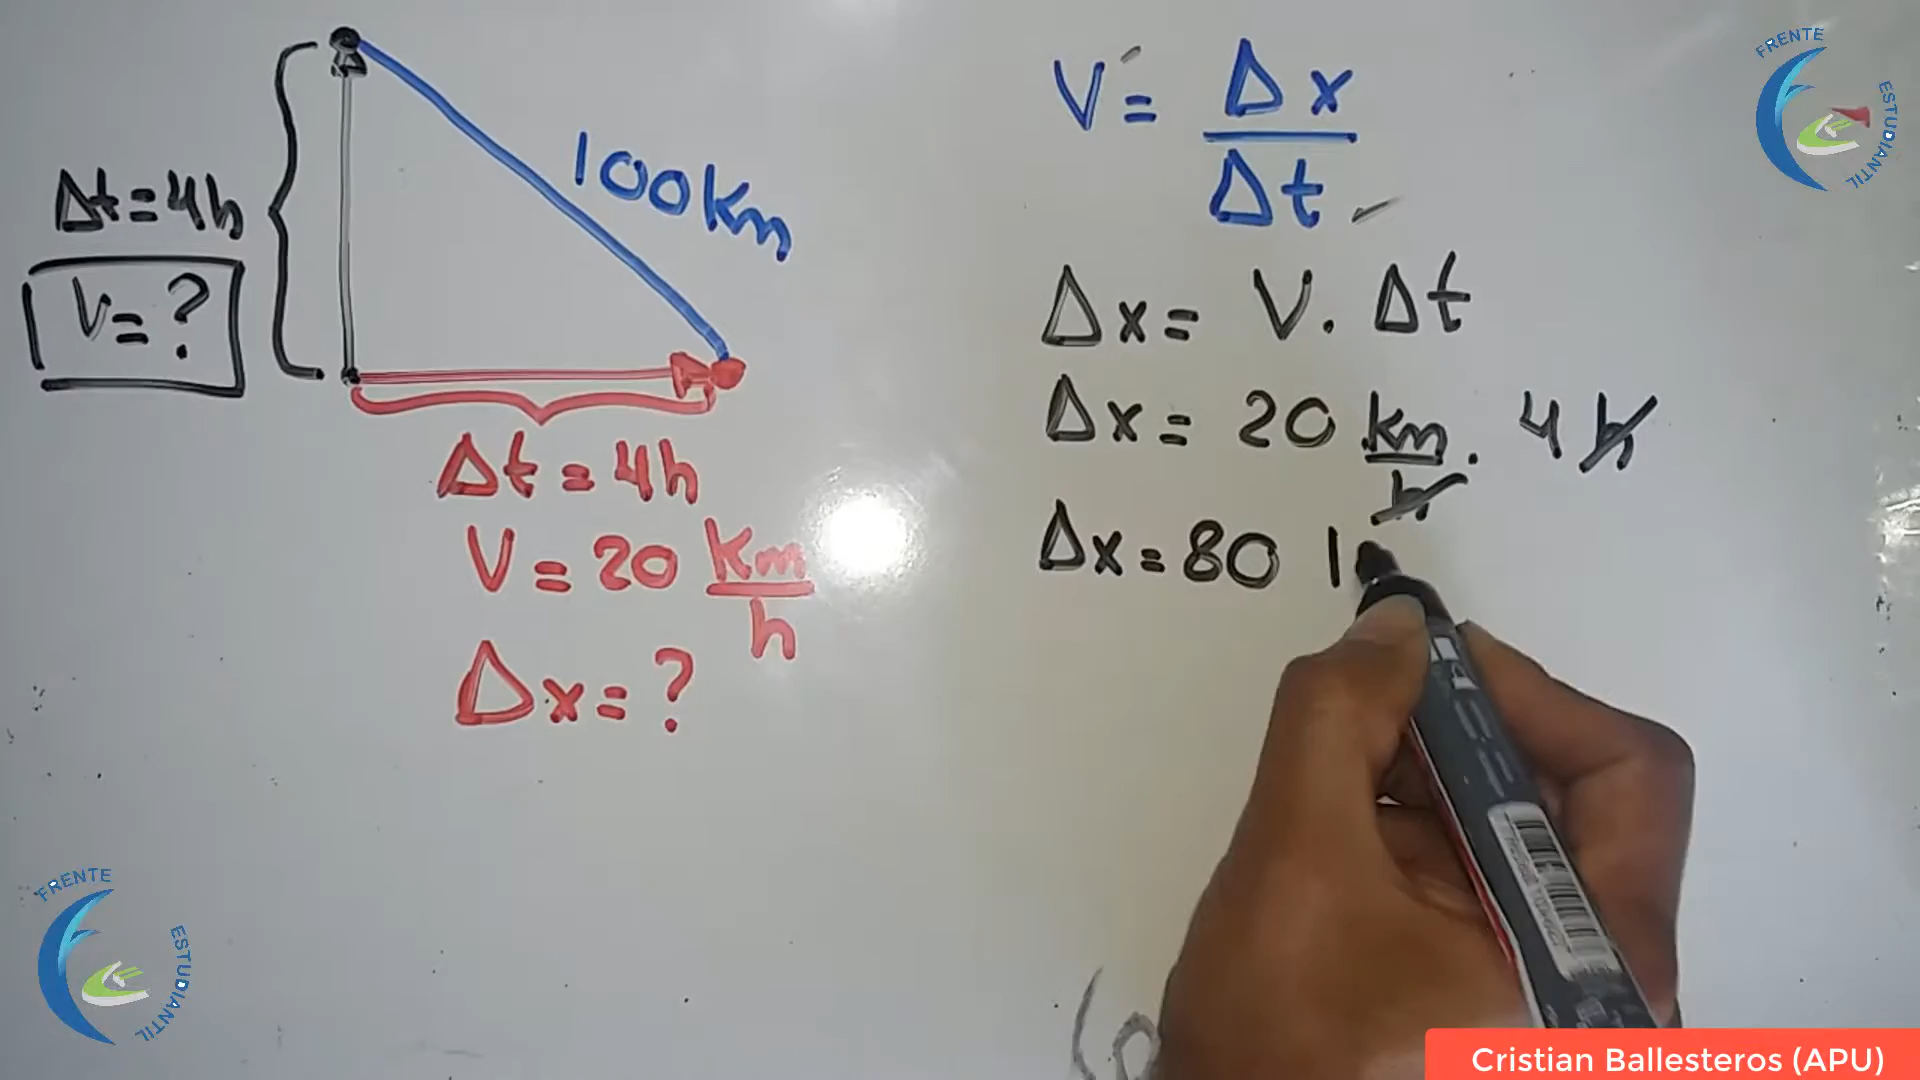 100km
Δt=4h
V=?
Δt=4h
V=20 Km/h
Δx=?
V= Δx/Δt
Δx= V. Δt
Δx= 20 km/h. 4h
Δx=80
FRENTE
ESTUDIANTIL
FRENTE
ESTUDIANTIL
Cristian Ballesteros (APU)